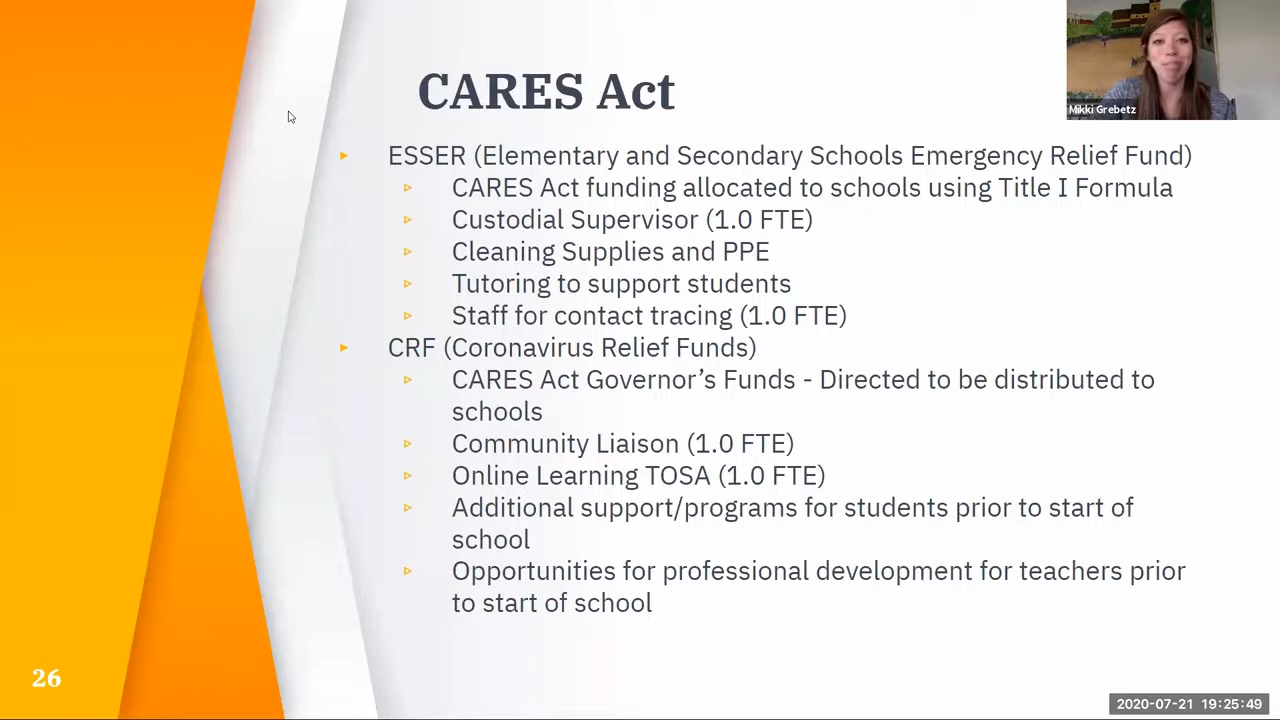 CARES Act
Mikki Grebetz
ESSER (Elementary and Secondary Schools Emergency Relief Fund)
CARES Act funding allocated to schools using Title I Formula
Custodial Supervisor (1.0 FTE)
Cleaning Supplies and PPE
Tutoring to support students
Staff for contact tracing (1.0 FTE)
CRF (Coronavirus Relief Funds)
CARES Act Governor’s Funds - Directed to be distributed to
schools
Community Liaison (1.0 FTE)
Online Learning TOSA (1.0 FTE)
Additional support/programs for students prior to start of
school
Opportunities for professional development for teachers prior
to start of school
26
2020-07-21 19:25:49